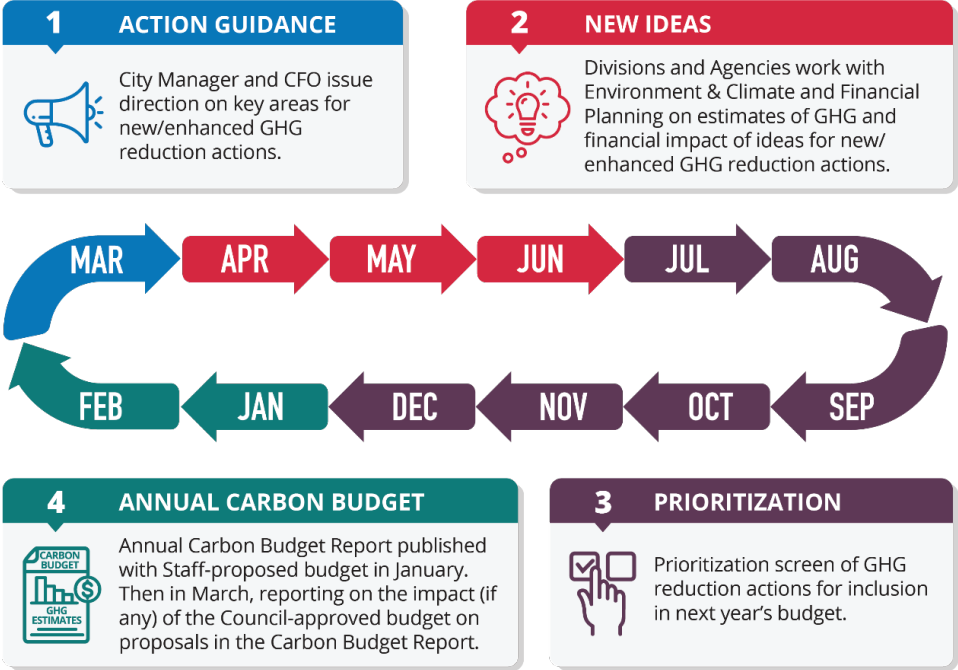 1 ACTION GUIDANCE
City Manager and CFO issue
direction on key areas for
new/enhanced GHG
reduction actions.
2 NEW IDEAS
Divisions and Agencies work with
Environment & Climate and Financial
Planning on estimates of GHG and
financial impact of ideas for new/
enhanced GHG reduction actions.
MAR APR MAY JUN JUL AUG
FEB JAN DEC NOV OCT SEP
4 ANNUAL CARBON BUDGET
CARBON
BUDGET
$
GHG
ESTIMATES
Annual Carbon Budget Report published
with Staff-proposed budget in January.
Then in March, reporting on the impact (if
any) of the Council-approved budget on
proposals in the Carbon Budget Report.
3 PRIORITIZATION
Prioritization screen of GHG
reduction actions for inclusion
in next year’s budget.